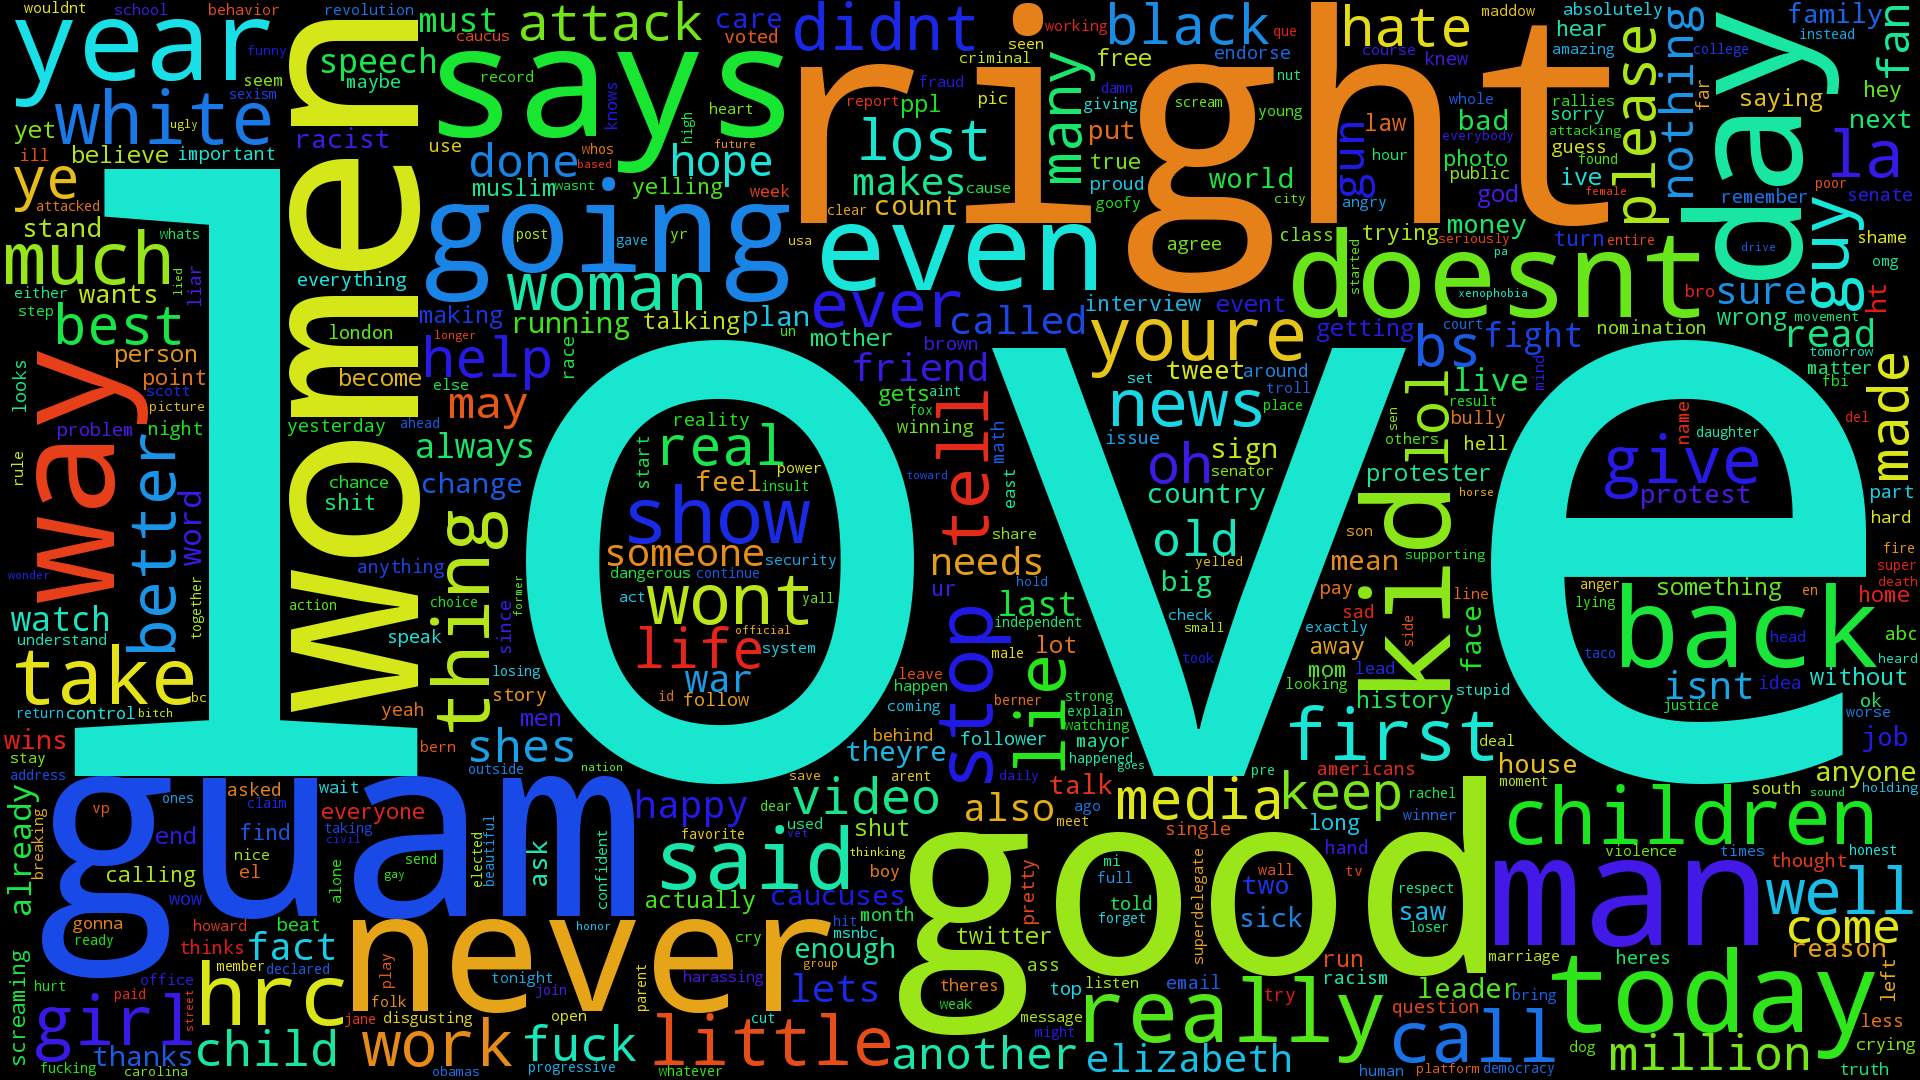 love
right
good
women
guam
says
day
never
man
going
even
doesnt
today
year
way
back
said
really
first
children
much
take
white
didnt
black
hate
woman
youre
news
show
wont
life
real
kid
stop
tell
lie
thing
better
best
help
girl
hrc
work
child
fuck
little
another
elizabeth
call
million
come
well
give
isnt
made
read
guy
la
please
nothing
fan
attack
must
care
voted
speech
caucus
maybe
record
racist
believe
important
yet
ye
ill
ugly
sexism
funny
seem
school
behavior
revolution
wouldnt
attacked
stand
whats
wants
either
step
liar
lied
everything
done
whos
based
hope
muslim
wasnt
yelling
week
use
heart
high
knows
future
usa
yr
gave
post
lost
makes
cause
count
clear
report
ppl
pic
fraud
criminal
seen
working
que
free
endorse
nut
damn
giving
scream
young
many
put
true
proud
goofy
world
city
agree
gun
law
hour
angry
class
trying
money
seriously
pa
god
public
photo
bad
everybody
whole
knew
course
maddow
absolutely
hear
amazing
rallies
sorry
attacking
guess
found
ive
female
turn
entire
started
xenophobia
far
college
family
instead
saying
hey
next
remember
poor
senate
shame
omg
drive
sure
bro
ht
wrong
movement
nomination
tomorrow
matter
fbi
fight
court
bs
getting
event
interview
called
ever
friend
brown
mother
plan
talking
running
making
longer
london
become
yesterday
ahead
else
race
un
person
point
scott
picture
looks
problem
night
rule
word
always
change
chance
shit
anything
action
choice
since
speak
losing
story
former
together
wonder
watch
understand
return
control
bitch
bc
yeah
men
bern
shes
outside
nation
wins
stay
address
reality
start
feel
power
insult
someone
security
dangerous
continue
act
yall
official
system
war
id
follow
gets
aint
fox
winning
math
toward
east
needs
share
hold
ur
last
independent
male
lot
leave
happen
coming
berner
strong
explain
watching
follower
happened
mayor
goes
behind
theyre
tweet
set
around
troll
place
issue
sign
oh
senator
country
old
yelled
big
check
small
took
lol
live
result
mind
bully
others
sen
hell
protester
horse
son
mean
supporting
pay
line
sad
exactly
side
away
face
mom
lead
looking
history
stupid
name
daughter
protest
del
part
hard
fire
super
death
home
anger
en
lying
something
abc
head
heard
taco
idea
without
justice
ok
worse
job
deal
house
moment
anyone
south
sound
holding
americans
rachel
winner
pre
media
keep
talk
also
ago
meet
daily
single
long
hand
video
save
arent
dear
used
shut
happy
favorite
vet
thinking
boy
actually
caucuses
month
hit
msnbc
cry
enough
twitter
ass
pretty
superdelegate
mi
full
told
forget
wall
two
sick
tv
respect
saw
loser
run
racism
marriage
leader
bring
question
try
email
listen
top
theres
weak
message
might
lets
group
harassing
parent
join
open
cut
whatever
progressive
honor
tonight
confident
ask
elected
beautiful
send
gay
alone
civil
taking
claim
everyone
wait
asked
ones
vp
end
breaking
already
find
nice
el
calling
wow
gonna
ready
howard
thinks
beat
fact
member
declared
office
paid
hurt
screaming
street
thanks
fucking
carolina
jane
folk
play
disgusting
obamas
violence
times
thought
honest
heres
reason
left
less
crying
truth
dog
human
platform
democracy